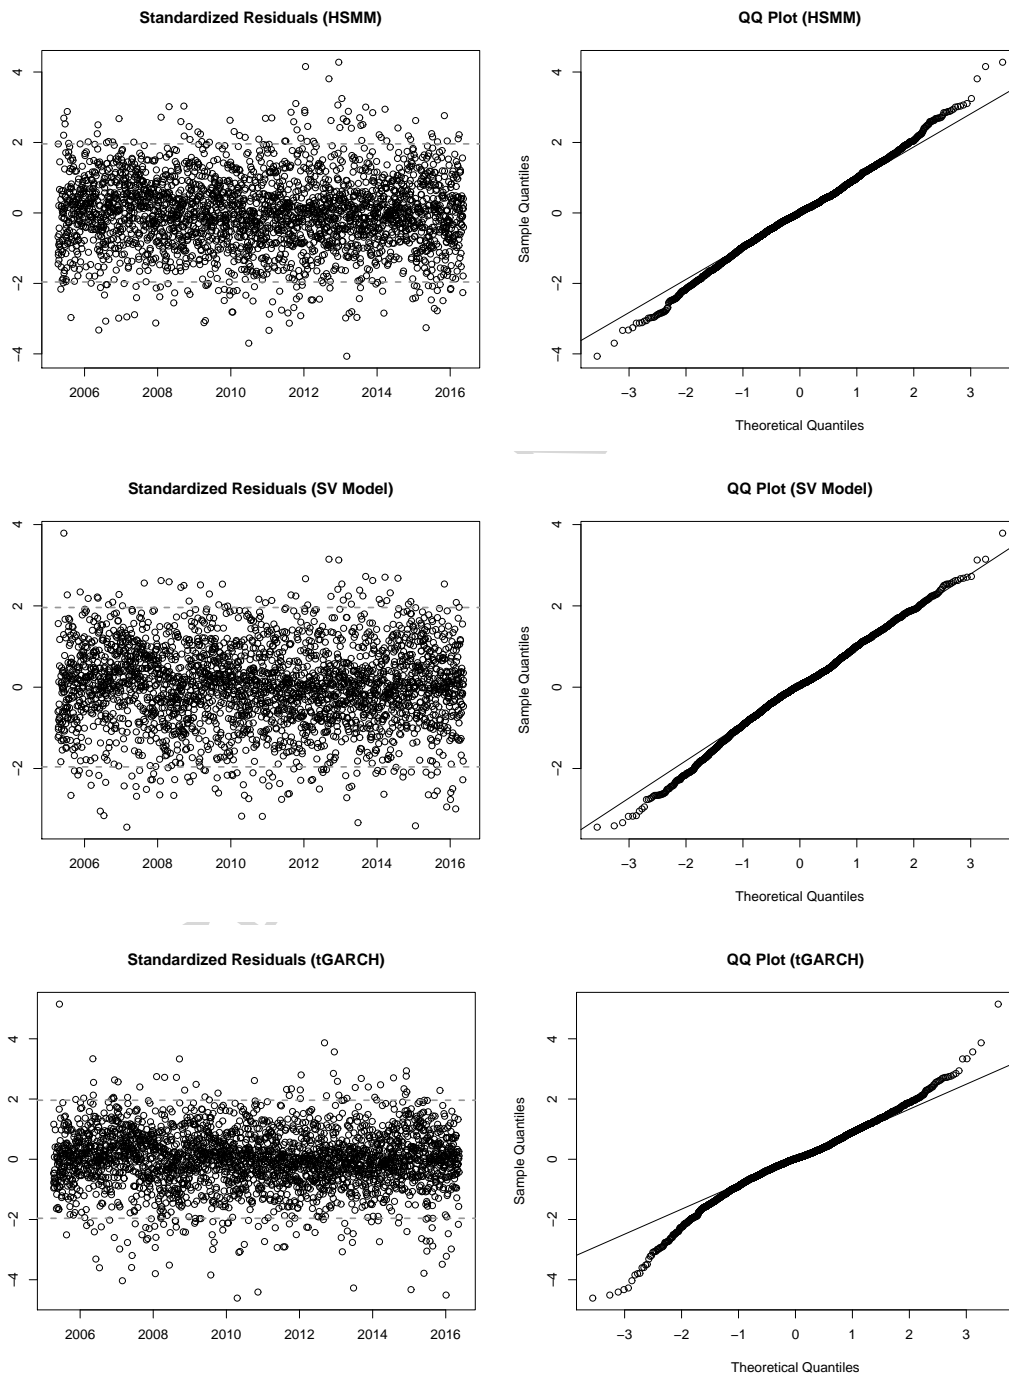 Standardized Residuals (HSMM)
4
2
0
−2
−4
2006 2008 2010 2012 2014 2016
QQ Plot (HSMM)
Sample Quantiles
4
2
0
−2
−4
−3 −2 −1 0 1 2 3
Theoretical Quantiles
Standardized Residuals (SV Model)
4
2
0
−2
2006 2008 2010 2012 2014 2016
QQ Plot (SV Model)
Sample Quantiles
4
2
0
−2
−3 −2 −1 0 1 2 3
Theoretical Quantiles
Standardized Residuals (tGARCH)
4
2
0
−2
−4
2006 2008 2010 2012 2014 2016
QQ Plot (tGARCH)
Sample Quantiles
4
2
0
−2
−4
−3 −2 −1 0 1 2 3
Theoretical Quantiles